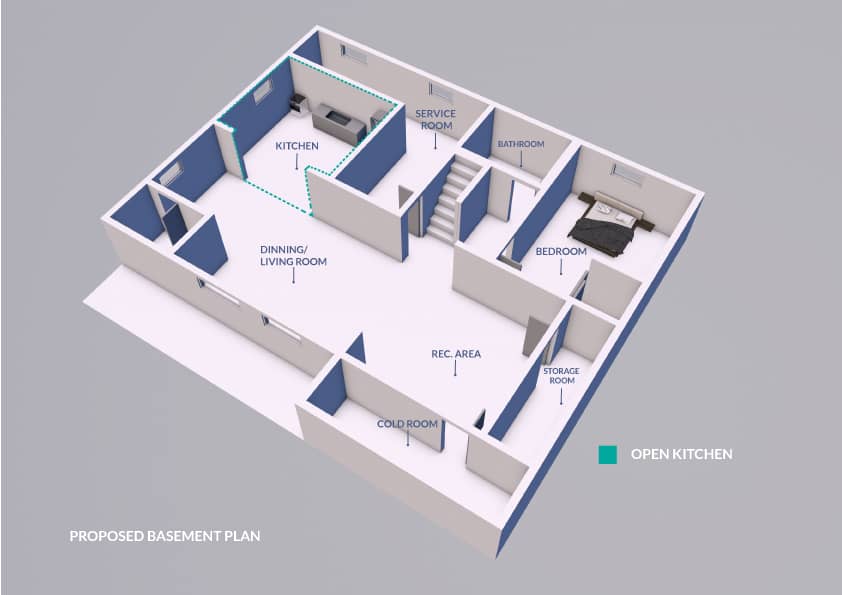 SERVICE
ROOM
BATHROOM
KITCHEN
DINNING/
LIVING ROOM
BEDROOM
REC. AREA
STORAGE
ROOM
COLD ROOM
OPEN KITCHEN
PROPOSED BASEMENT PLAN